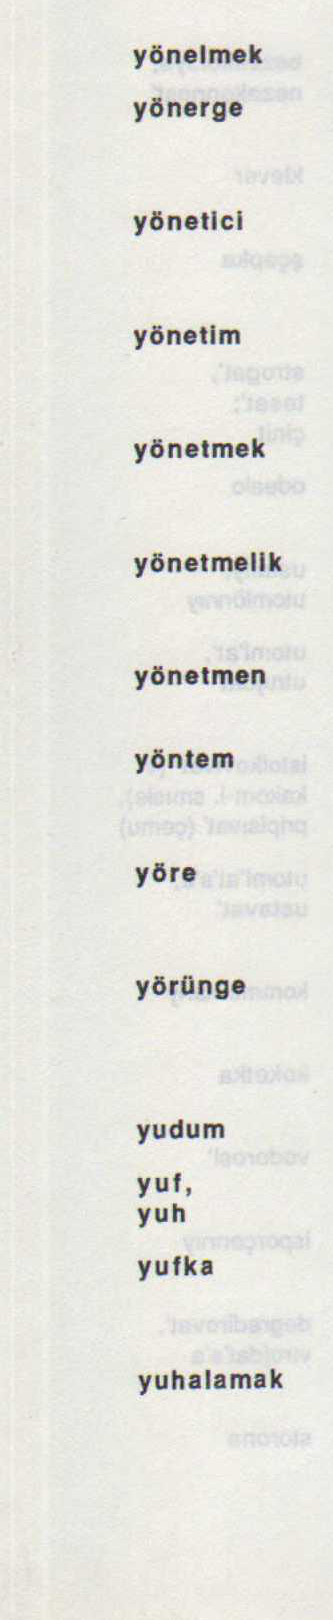 yönelmek
yönerge
yönetici
yönetim
yönetmek
yönetmelik
yönetmen
yöntem
yöre
yörünge
yudum
yuf,
yuh
yufka
yuhalamak